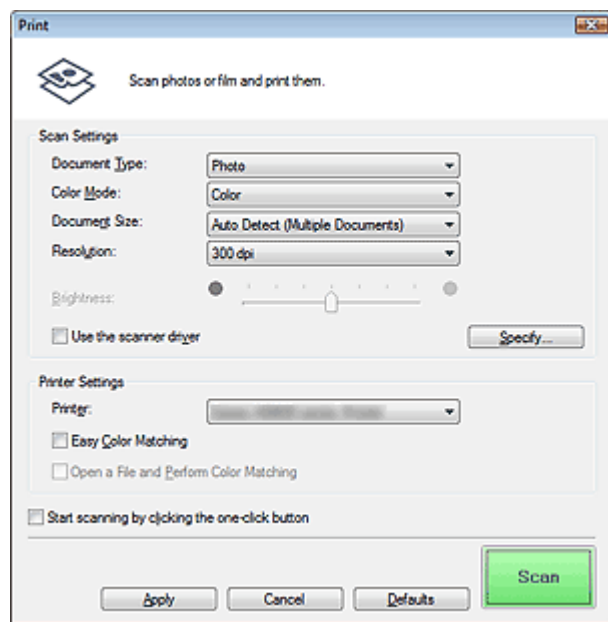 Print
Scan photos or film and print them.
Scan Settings
Document Type: Photo
Color Mode: Color
Document Size: Auto Detect (Multiple Documents)
Resolution: 300 dpi
Brightness:
Use the scanner driver Specify...
Printer Settings
Printer:
Easy Color Matching
Open a File and Perform Color Matching
Start scanning by clicking the one-click button
Scan
Apply Cancel Defaults